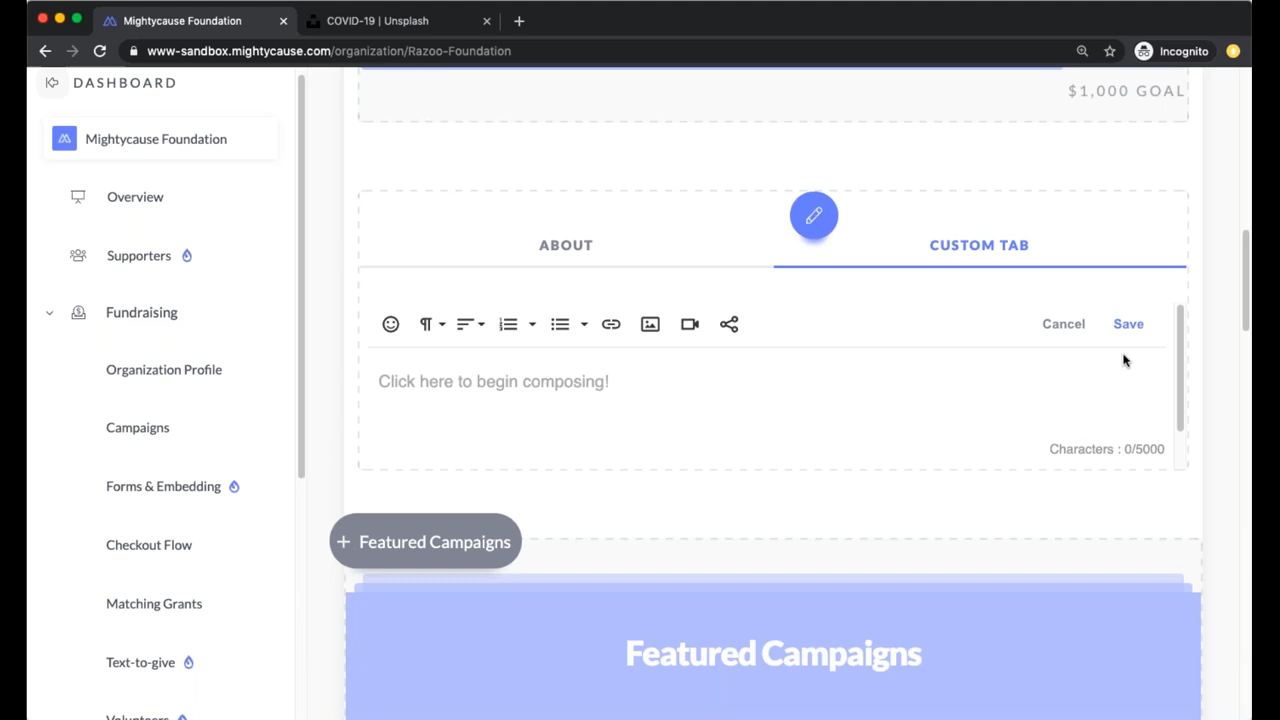 Mightycause Foundation
COVID-19 | Unsplash
www-sandbox.mightycause.com/organization/Razoo-Foundation
Incognito
DASHBOARD
Mightycause Foundation
Overview
Supporters
Fundraising
Organization Profile
Campaigns
Forms & Embedding
Checkout Flow
Matching Grants
Text-to-give
Volunteers
$1,000 GOAL
ABOUT
CUSTOM TAB
Cancel
Save
Click here to begin composing!
Characters : 0/5000
+ Featured Campaigns
Featured Campaigns